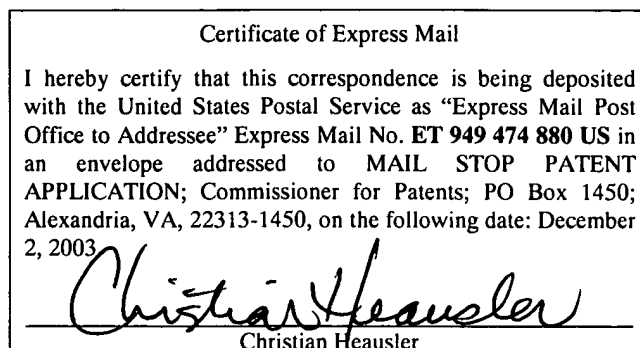 Certificate of Express Mail
I hereby certify that this correspondence is being deposited
with the United States Postal Service as “Express Mail Post
Office to Addressee” Express Mail No. ET 949 474 880 US in
an envelope addressed to MAIL STOP PATENT
APPLICATION; Commissioner for Patents; PO Box 1450;
Alexandria, VA, 22313-1450, on the following date: December
2, 2003
Christian Heausler
Christian Heausler